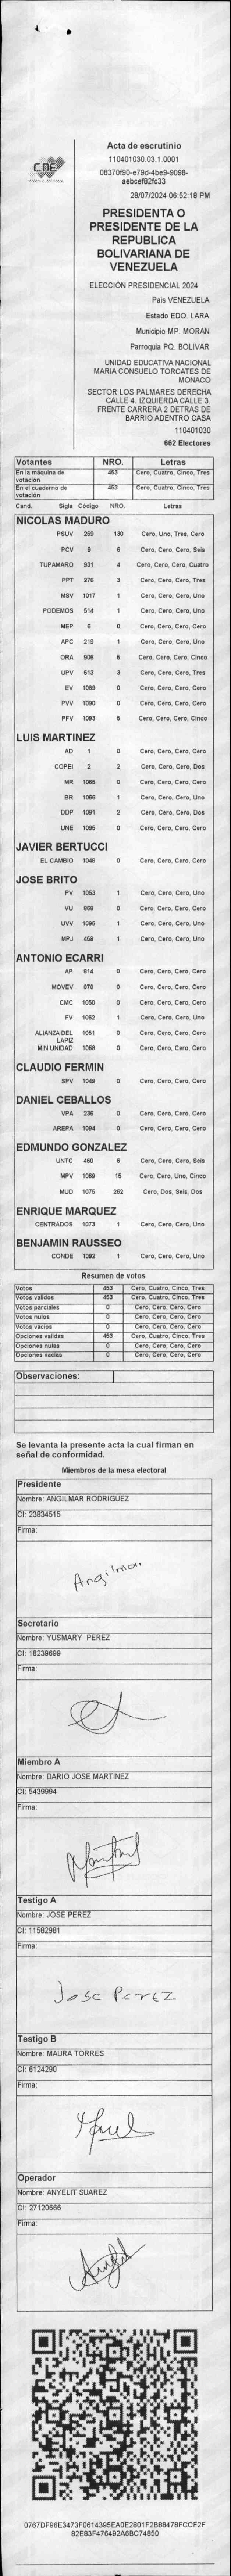 CNE
Acta de escrutinio
110401030.03.1.0001
08370f90-e79d-4be9-9098-
aebcef82fc33
28/07/2024 06:52:18 PM
PRESIDENTA O
PRESIDENTE DE LA
REPUBLICA
BOLIVARIANA DE
VENEZUELA
ELECCIÓN PRESIDENCIAL 2024
Pais VENEZUELA
Estado EDO. LARA
Municipio MP. MORAN
Parroquia PQ. BOLIVAR
UNIDAD EDUCATIVA NACIONAL
MARIA CONSUELO TORCATES DE
MONACO
SECTOR LOS PALMARES DERECHA
CALLE 4. IZQUIERDA CALLE 3.
FRENTE CARRERA 2 DETRAS DE
BARRIO ADENTRO CASA
110401030
662 Electores
Votantes NRO. Letras
En la máquina de votación 453 Cero, Cuatro, Cinco, Tres
En el cuaderno de votación 453 Cero, Cuatro, Cinco, Tres
Cand. Sigla Código NRO. Letras
NICOLAS MADURO
PSUV 269 130 Cero, Uno, Tres, Cero
PCV 9 6 Cero, Cero, Cero, Seis
TUPAMARO 931 4 Cero, Cero, Cero, Cuatro
PPT 276 3 Cero, Cero, Cero, Tres
MSV 1017 1 Cero, Cero, Cero, Uno
PODEMOS 514 1 Cero, Cero, Cero, Uno
MEP 6 0 Cero, Cero, Cero, Cero
APC 219 1 Cero, Cero, Cero, Uno
ORA 906 5 Cero, Cero, Cero, Cinco
UPV 513 3 Cero, Cero, Cero, Tres
EV 1089 0 Cero, Cero, Cero, Cero
PVV 1090 0 Cero, Cero, Cero, Cero
PFV 1093 5 Cero, Cero, Cero, Cinco
LUIS MARTINEZ
AD 1 0 Cero, Cero, Cero, Cero
COPEI 2 2 Cero, Cero, Cero, Dos
MR 1065 0 Cero, Cero, Cero, Cero
BR 1066 1 Cero, Cero, Cero, Uno
DDP 1091 2 Cero, Cero, Cero, Dos
UNE 1095 0 Cero, Cero, Cero, Cero
JAVIER BERTUCCI
EL CAMBIO 1048 0 Cero, Cero, Cero, Cero
JOSE BRITO
PV 1053 1 Cero, Cero, Cero, Uno
VU 868 0 Cero, Cero, Cero, Cero
UVV 1096 1 Cero, Cero, Cero, Uno
MPJ 458 1 Cero, Cero, Cero, Uno
ANTONIO ECARRI
AP 814 0 Cero, Cero, Cero, Cero
MOVEV 878 0 Cero, Cero, Cero, Cero
CMC 1050 0 Cero, Cero, Cero, Cero
FV 1062 1 Cero, Cero, Cero, Uno
ALIANZA DEL LAPIZ 1051 0 Cero, Cero, Cero, Cero
MIN UNIDAD 1068 0 Cero, Cero, Cero, Cero
CLAUDIO FERMIN
SPV 1049 0 Cero, Cero, Cero, Cero
DANIEL CEBALLOS
VPA 236 0 Cero, Cero, Cero, Cero
AREPA 1094 0 Cero, Cero, Cero, Cero
EDMUNDO GONZALEZ
UNTC 460 6 Cero, Cero, Cero, Seis
MPV 1069 15 Cero, Cero, Uno, Cinco
MUD 1075 262 Cero, Dos, Seis, Dos
ENRIQUE MARQUEZ
CENTRADOS 1073 1 Cero, Cero, Cero, Uno
BENJAMIN RAUSSEO
CONDE 1092 1 Cero, Cero, Cero, Uno
Resumen de votos
Votos 453 Cero, Cuatro, Cinco, Tres
Votos validos 453 Cero, Cuatro, Cinco, Tres
Votos parciales 0 Cero, Cero, Cero, Cero
Votos nulos 0 Cero, Cero, Cero, Cero
Votos vacios 0 Cero, Cero, Cero, Cero
Opciones validas 453 Cero, Cuatro, Cinco, Tres
Opciones nulas 0 Cero, Cero, Cero, Cero
Opciones vacias 0 Cero, Cero, Cero, Cero
Observaciones:
Se levanta la presente acta la cual firman en
señal de conformidad.
Miembros de la mesa electoral
Presidente
Nombre: ANGILMAR RODRIGUEZ
CI: 23834515
Firma:
Angilmar
Secretario
Nombre: YUSMARY PEREZ
CI: 18239699
Firma:
Miembro A
Nombre: DARIO JOSE MARTINEZ
CI: 5439994
Firma:
Testigo A
Nombre: JOSE PEREZ
CI: 11582981
Firma:
Jose Perez
Testigo B
Nombre: MAURA TORRES
CI: 6124290
Firma:
Operador
Nombre: ANYELIT SUAREZ
CI: 27120666
Firma:
0767DF96E3473F0614395EA0E2801F2B88478FCCF2F
82E83F476492A6BC74850